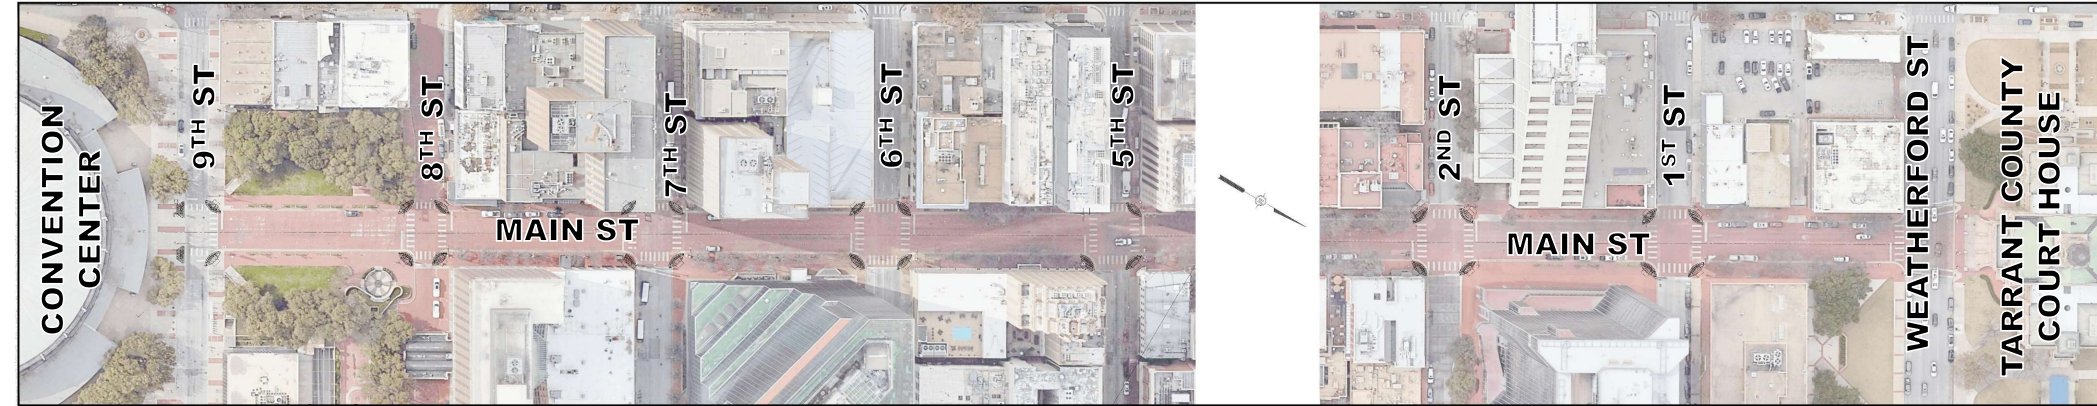 CONVENTION
CENTER
9TH ST
8TH ST
7TH ST
6TH ST
5TH ST
MAIN ST
2ND ST
1ST ST
MAIN ST
WEATHERFORD ST
TARRANT COUNTY
COURT HOUSE